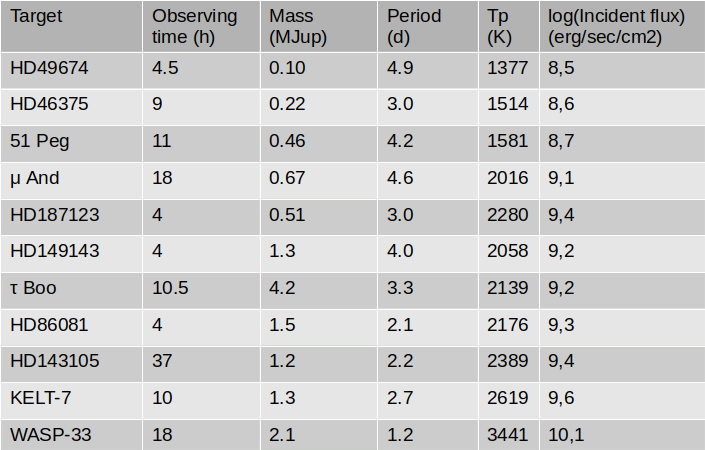 Target Observing time (h) Mass (MJup) Period (d) Tp (K) log(Incident flux) (erg/sec/cm2)
HD49674 4.5 0.10 4.9 1377 8,5
HD46375 9 0.22 3.0 1514 8,6
51 Peg 11 0.46 4.2 1581 8,7
μ And 18 0.67 4.6 2016 9,1
HD187123 4 0.51 3.0 2280 9,4
HD149143 4 1.3 4.0 2058 9,2
τ Boo 10.5 4.2 3.3 2139 9,2
HD86081 4 1.5 2.1 2176 9,3
HD143105 37 1.2 2.2 2389 9,4
KELT-7 10 1.3 2.7 2619 9,6
WASP-33 18 2.1 1.2 3441 10,1